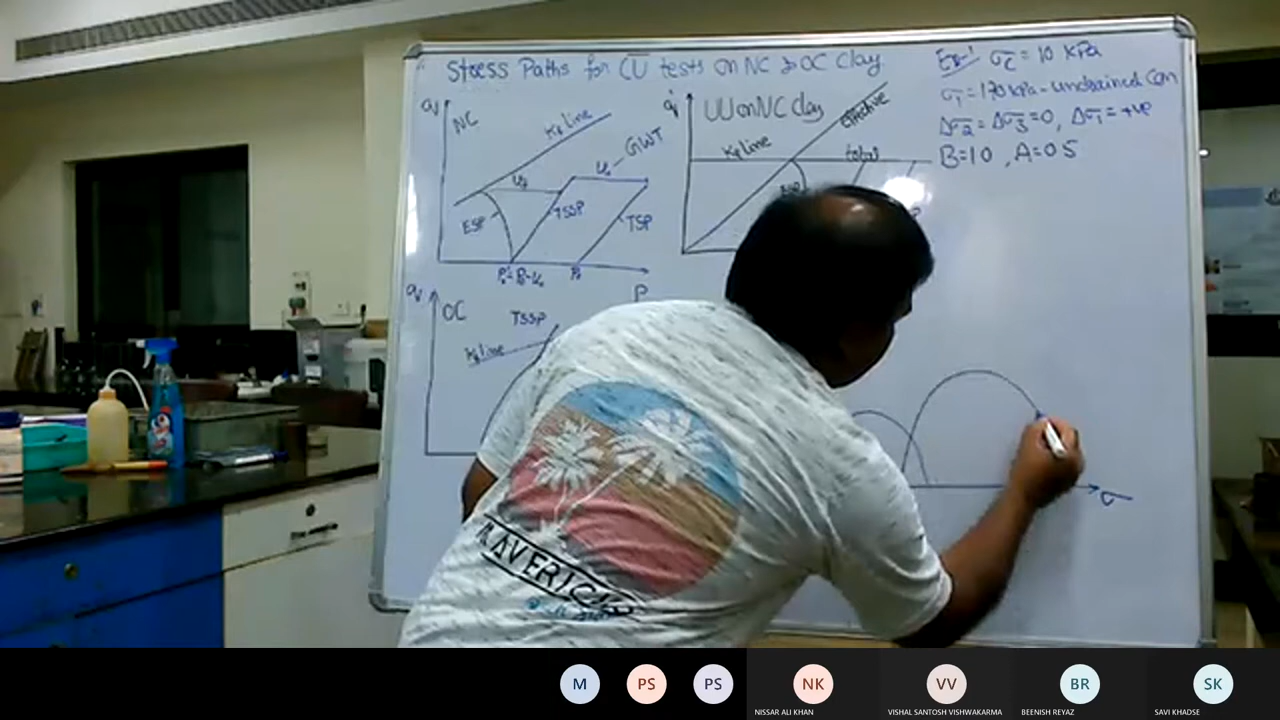 Stress Paths for CU tests on NC & OC clay
Ex-1 σc = 10 kPa
σ1 = 170 kPa - undrained con
Δσ2 = Δσ3 = 0, Δσ1 = +ve
B=1.0, A=0.5
q
NC
Kf line
GWT
u
ESP
TSSP
TSP
P
q
UU on NC clay
effective
Kf line
total
q
OC
TSSP
Kf line
σ
MAVERICKS
M
PS
PS
NK
VV
BR
SK
NISSAR ALI KHAN
VISHAL SANTOSH VISHWAKARMA
BEENISH REYAZ
SAVI KHADSE